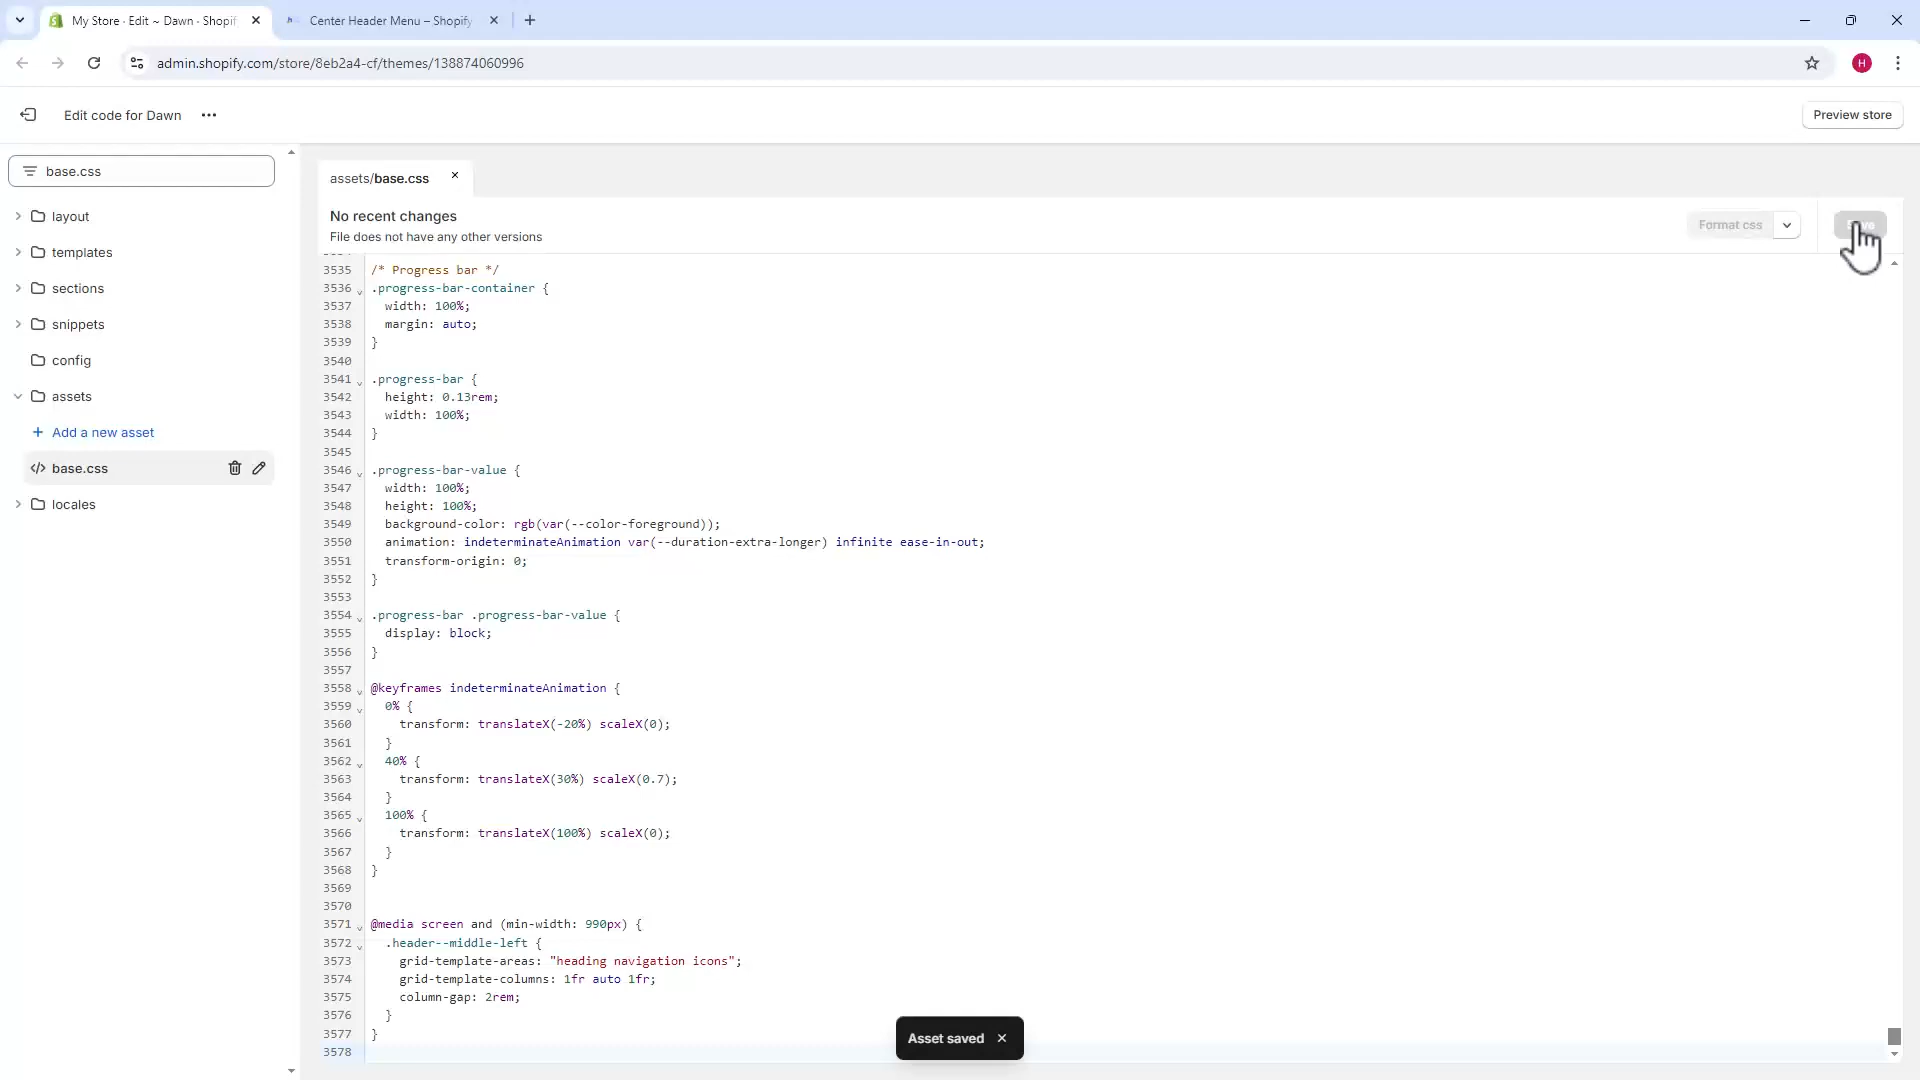 My Store · Edit ~ Dawn · Shopif
Center Header Menu – Shopify
admin.shopify.com/store/8eb2a4-cf/themes/138874060996
H
Edit code for Dawn
Preview store
base.css
layout
templates
sections
snippets
config
assets
Add a new asset
base.css
locales
assets/base.css
No recent changes
File does not have any other versions
Format css
3535 /* Progress bar */
3536 .progress-bar-container {
3537 width: 100%;
3538 margin: auto;
3539 }
3540
3541 .progress-bar {
3542 height: 0.13rem;
3543 width: 100%;
3544 }
3545
3546 .progress-bar-value {
3547 width: 100%;
3548 height: 100%;
3549 background-color: rgb(var(--color-foreground));
3550 animation: indeterminateAnimation var(--duration-extra-longer) infinite ease-in-out;
3551 transform-origin: 0;
3552 }
3553
3554 .progress-bar .progress-bar-value {
3555 display: block;
3556 }
3557
3558 @keyframes indeterminateAnimation {
3559 0% {
3560 transform: translateX(-20%) scaleX(0);
3561 }
3562 40% {
3563 transform: translateX(30%) scaleX(0.7);
3564 }
3565 100% {
3566 transform: translateX(100%) scaleX(0);
3567 }
3568 }
3569
3570
3571 @media screen and (min-width: 990px) {
3572 .header--middle-left {
3573 grid-template-areas: "heading navigation icons";
3574 grid-template-columns: 1fr auto 1fr;
3575 column-gap: 2rem;
3576 }
3577 }
3578
Asset saved